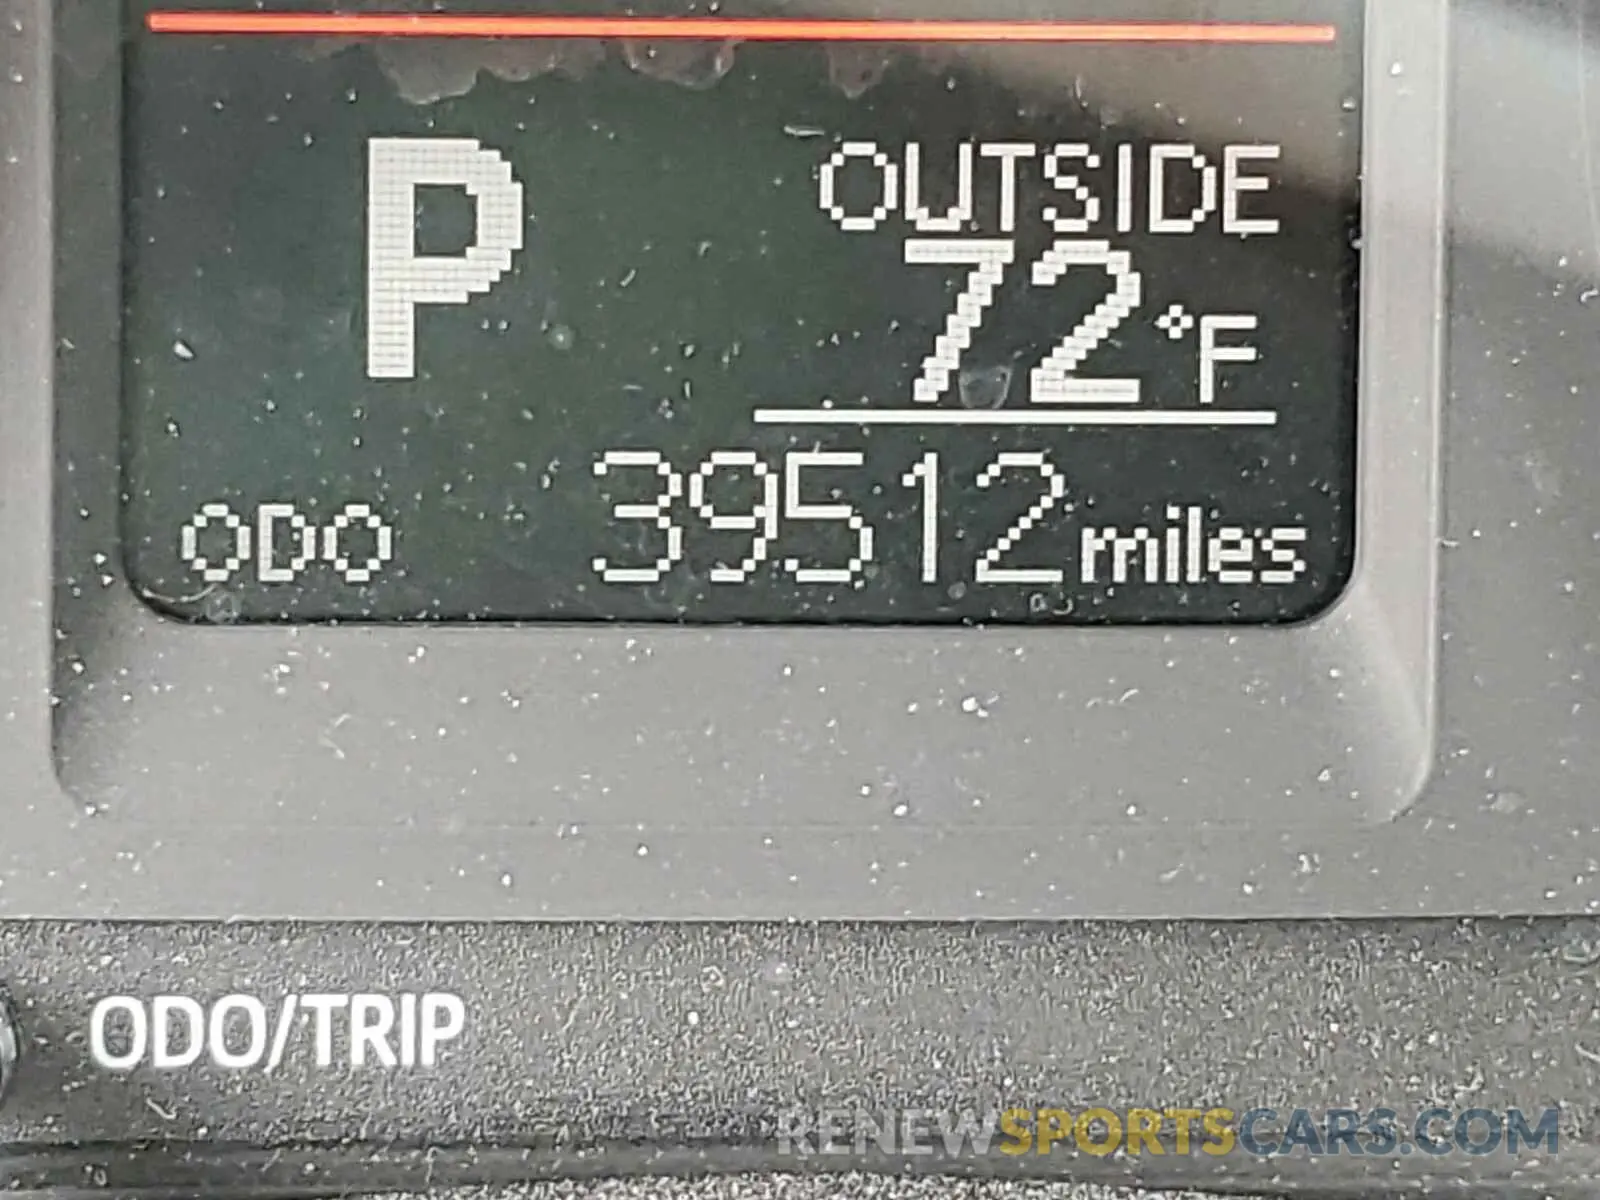 P
OUTSIDE
72°F
ODO 39512 miles
ODO/TRIP
RENEWSPORTSCARS.COM